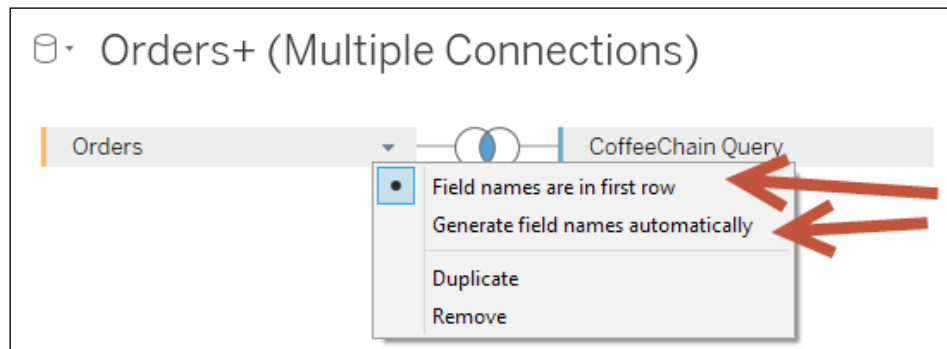 Orders+ (Multiple Connections)
Orders
CoffeeChain Query
Field names are in first row
Generate field names automatically
Duplicate
Remove